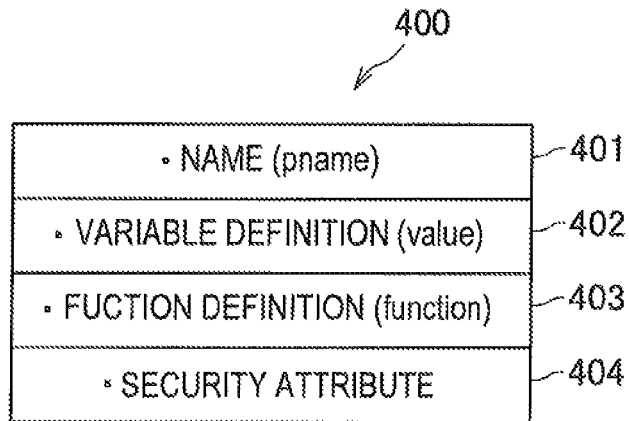 400
• NAME (pname) 401
• VARIABLE DEFINITION (value) 402
• FUCTION DEFINITION (function) 403
• SECURITY ATTRIBUTE 404